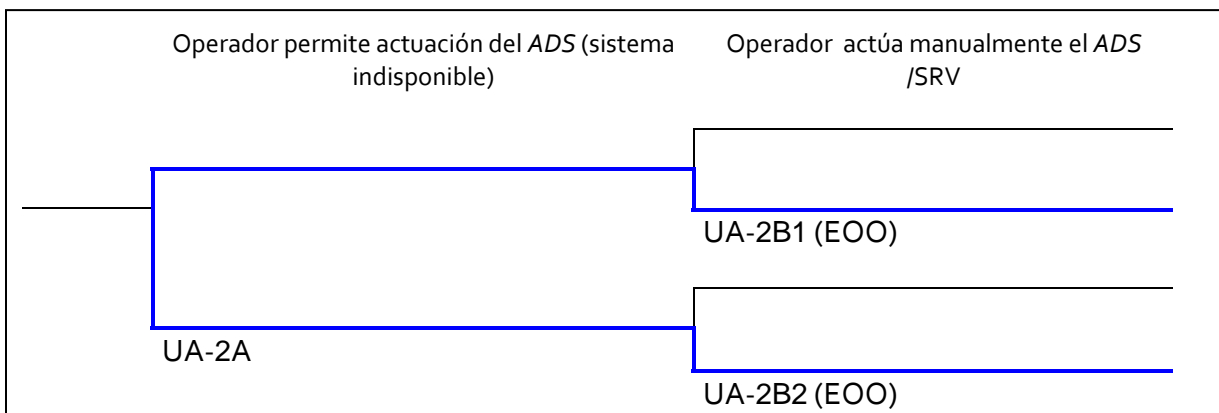 Operador permite actuación del ADS (sistema
indisponible)
Operador actúa manualmente el ADS
/SRV
UA-2B1 (EOO)
UA-2A
UA-2B2 (EOO)